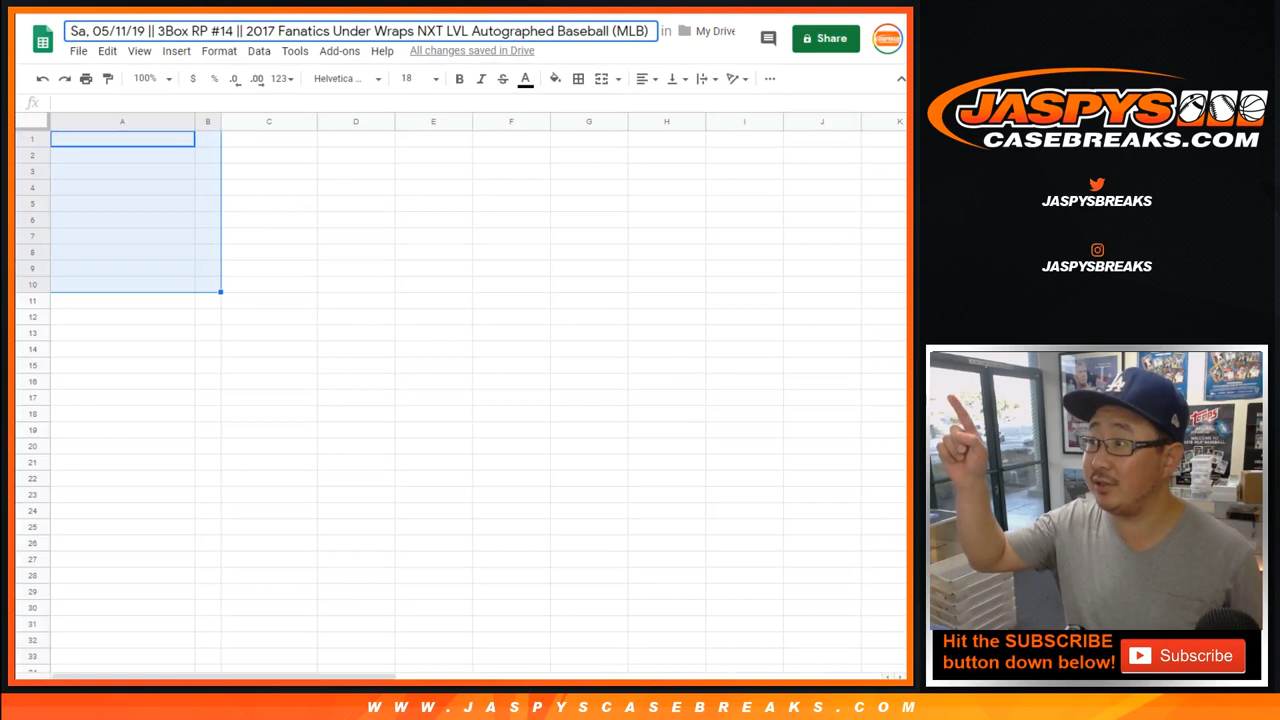 Sa, 05/11/19 || 3Box RP #14 || 2017 Fanatics Under Wraps NXT LVL Autographed Baseball (MLB) in My Drive
Share
File Edit View Insert Format Data Tools Add-ons Help All changes saved in Drive
100% $ % .0 .00 123 Helvetica ... 18 B I S A
fx
A B C D E F G H I J K
1
2
3
4
5
6
7
8
9
10
11
12
13
14
15
16
17
18
19
20
21
22
23
24
25
26
27
28
29
30
31
32
33
JASPYS
CASEBREAKS.COM
JASPYSBREAKS
JASPYSBREAKS
LA
TOPPS
Hit the SUBSCRIBE
button down below!
Subscribe
WWW.JASPYSCASEBREAKS.COM